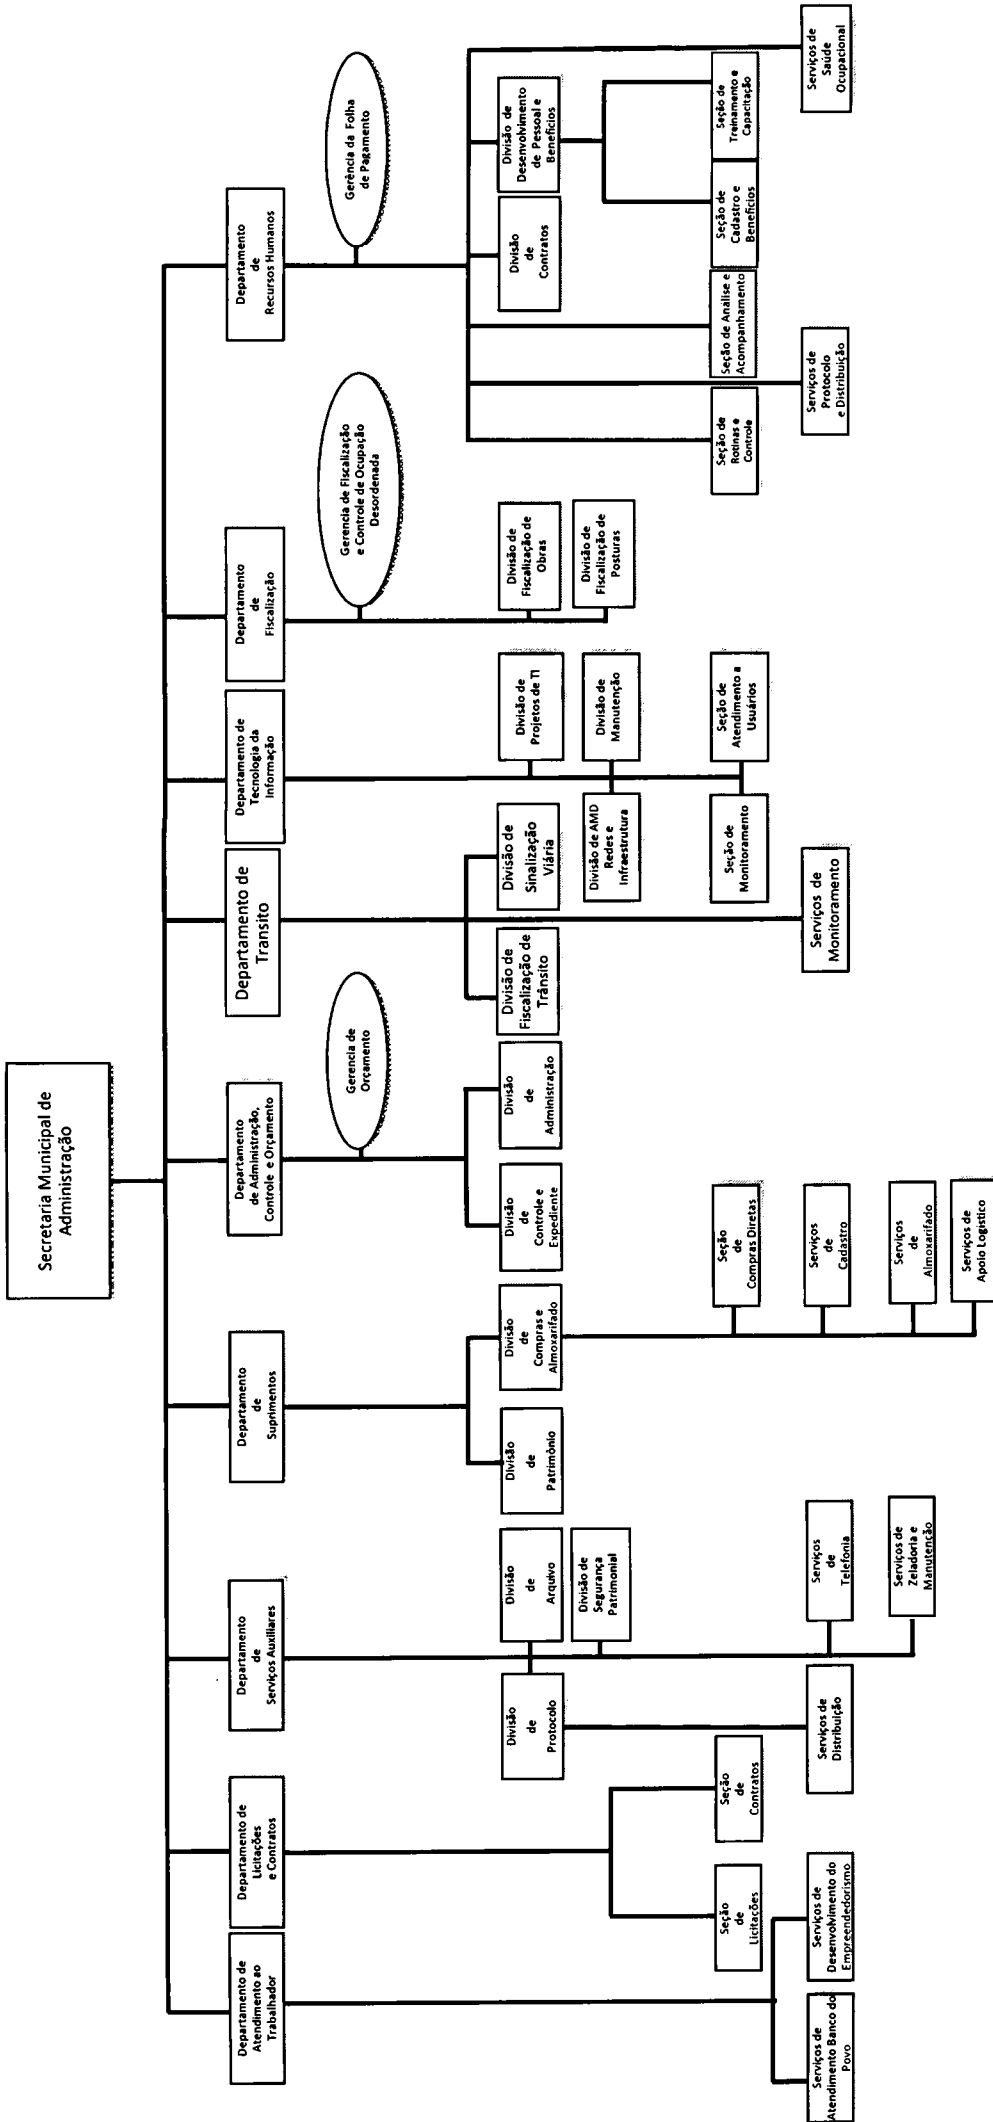 Secretaria Municipal de
Administração
Departamento de
Atendimento ao
Trabalhador
Departamento de
Licitações
e Contratos
Departamento
de
Serviços Auxiliares
Departamento
de
Suprimentos
Departamento
de Administração,
Controle e Orçamento
Departamento de
Transito
Departamento de
Tecnologia da
Informação
Departamento
de
Fiscalização
Departamento
de
Recursos Humanos
Gerencia de
Orçamento
Gerencia de Fiscalização
e Controle de Ocupação
Desordenada
Gerência da Folha
de Pagamento
Divisão
de
Protocolo
Divisão
de
Arquivo
Divisão de
Segurança
Patrimonial
Divisão
de
Patrimônio
Divisão
de
Compras e
Almoxarifado
Divisão
de
Controle e
Expediente
Divisão
de
Administração
Divisão de
Fiscalização de
Trânsito
Divisão de
Sinalização
Viária
Divisão de
Projetos de TI
Divisão de AMD
Redes e
Infraestrutura
Divisão de
Manutenção
Divisão de
Fiscalização de
Obras
Divisão de
Fiscalização de
Posturas
Divisão
de
Contratos
Divisão de
Desenvolvimento
de Pessoal e
Benefícios
Seção
de
Licitações
Seção
de
Contratos
Seção
de
Compras Diretas
Seção de
Monitoramento
Seção de
Atendimento a
Usuários
Seção de
Rotinas e
Controle
Seção de Análise e
Acompanhamento
Seção de
Cadastro e
Benefícios
Seção de
Treinamento e
Capacitação
Serviços de
Atendimento Banco do
Povo
Serviços de
Desenvolvimento do
Empreendedorismo
Serviços de
Distribuição
Serviços
de
Telefonia
Serviços de
Zeladoria e
Manutenção
Serviços
de
Cadastro
Serviços
de
Almoxarifado
Serviços de
Apoio Logístico
Serviços de
Monitoramento
Serviços de
Protocolo
e Distribuição
Serviços de
Saúde
Ocupacional